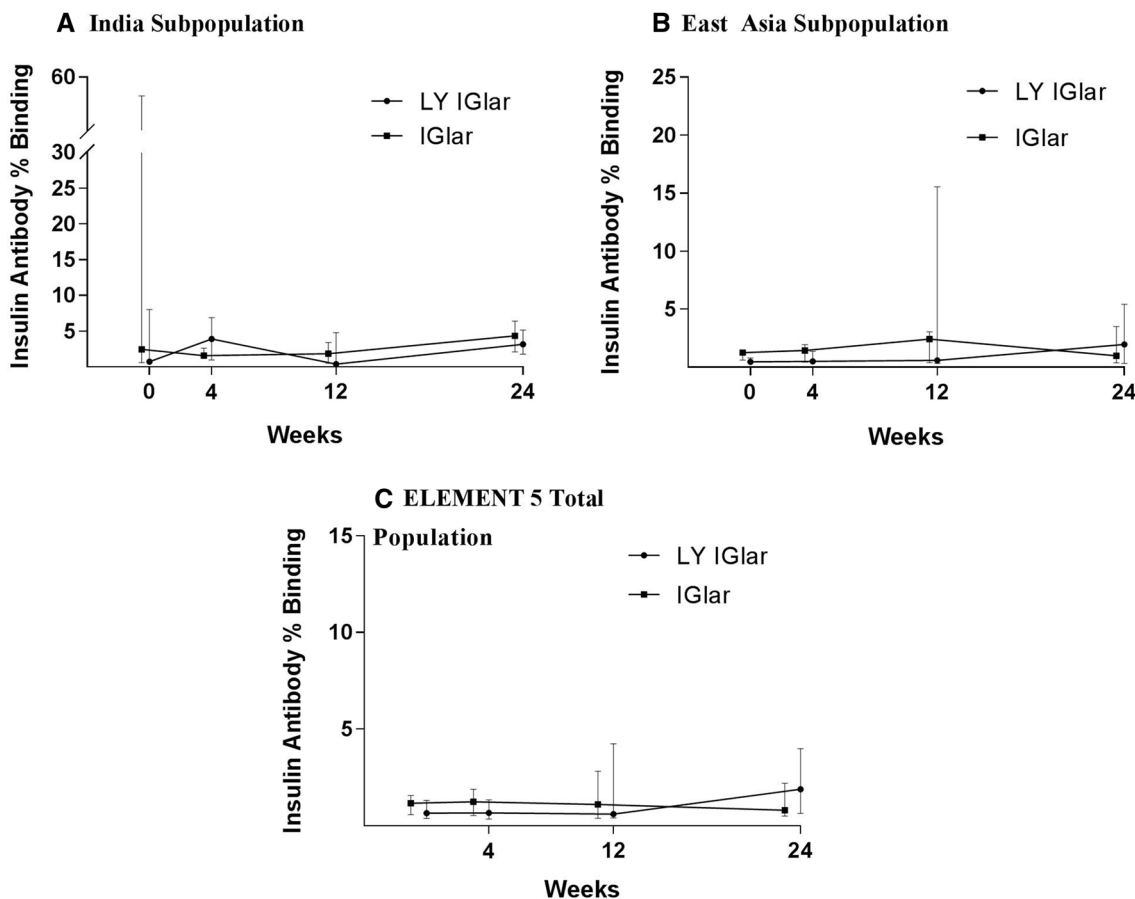 A India Subpopulation
Insulin Antibody % Binding
60
30
25
20
15
10
5
LY IGlar
IGlar
0 4 12 24
Weeks
B East Asia Subpopulation
Insulin Antibody % Binding
25
20
15
10
5
LY IGlar
IGlar
0 4 12 24
Weeks
C ELEMENT 5 Total
Population
Insulin Antibody % Binding
15
10
5
LY IGlar
IGlar
4 12 24
Weeks